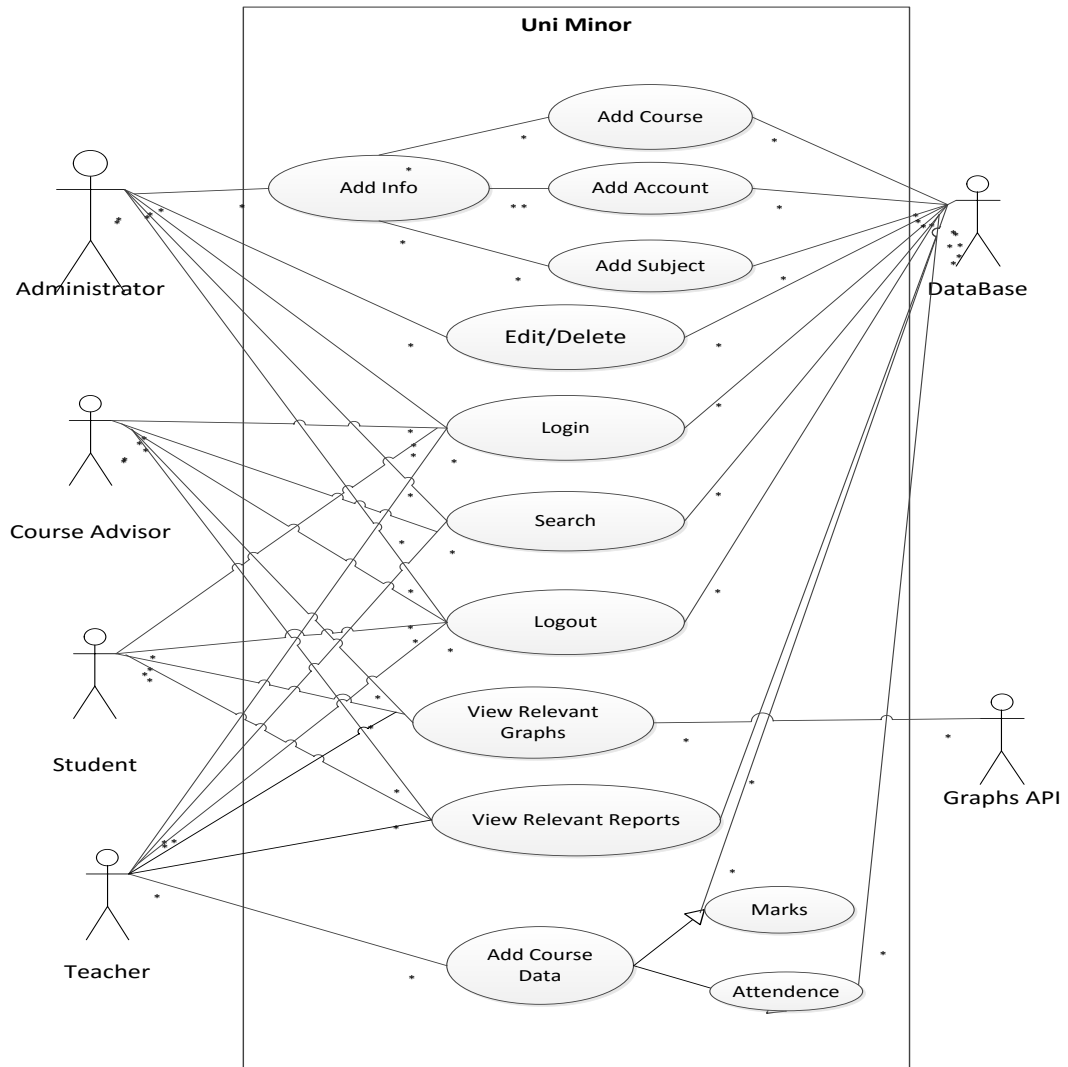 Uni Minor
Add Course
Add Info
Add Account
Add Subject
Administrator
DataBase
Edit/Delete
Login
Course Advisor
Search
Logout
Student
View Relevant
Graphs
Graphs API
View Relevant Reports
Marks
Teacher
Add Course
Data
Attendence